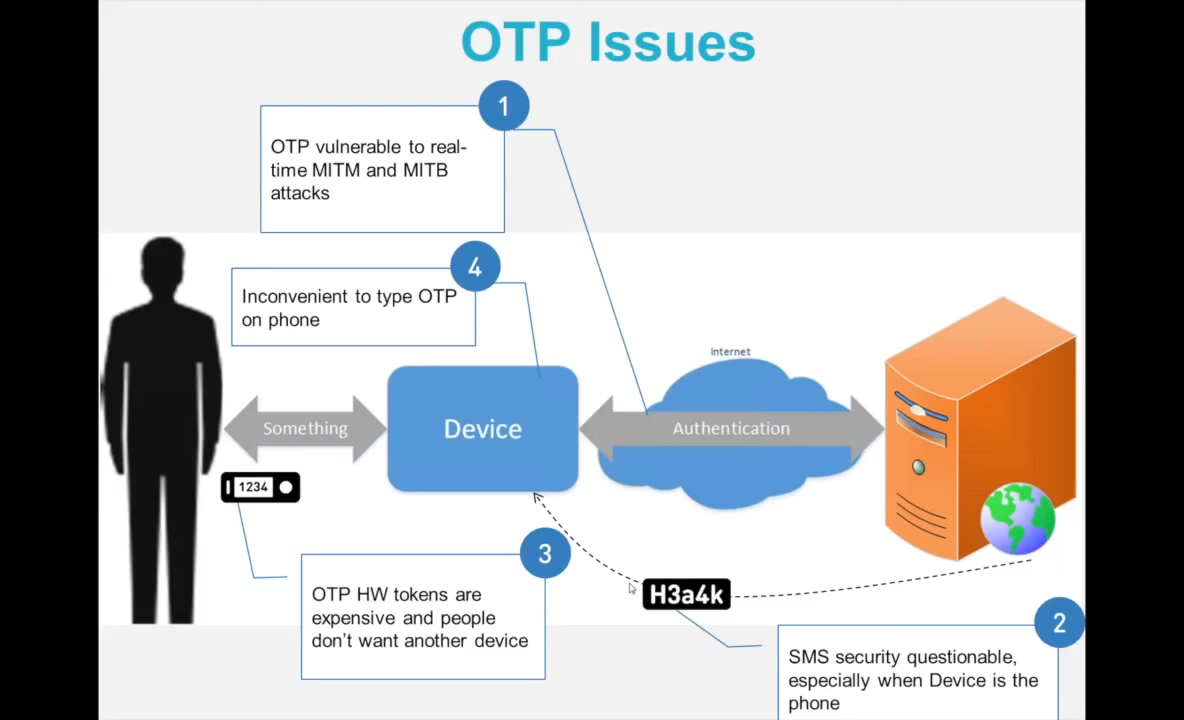 OTP Issues
1
OTP vulnerable to real-
time MITM and MITB
attacks
4
Inconvenient to type OTP
on phone
Internet
Something
Device
Authentication
1234
3
OTP HW tokens are
expensive and people
don't want another device
H3a4k
2
SMS security questionable,
especially when Device is the
phone